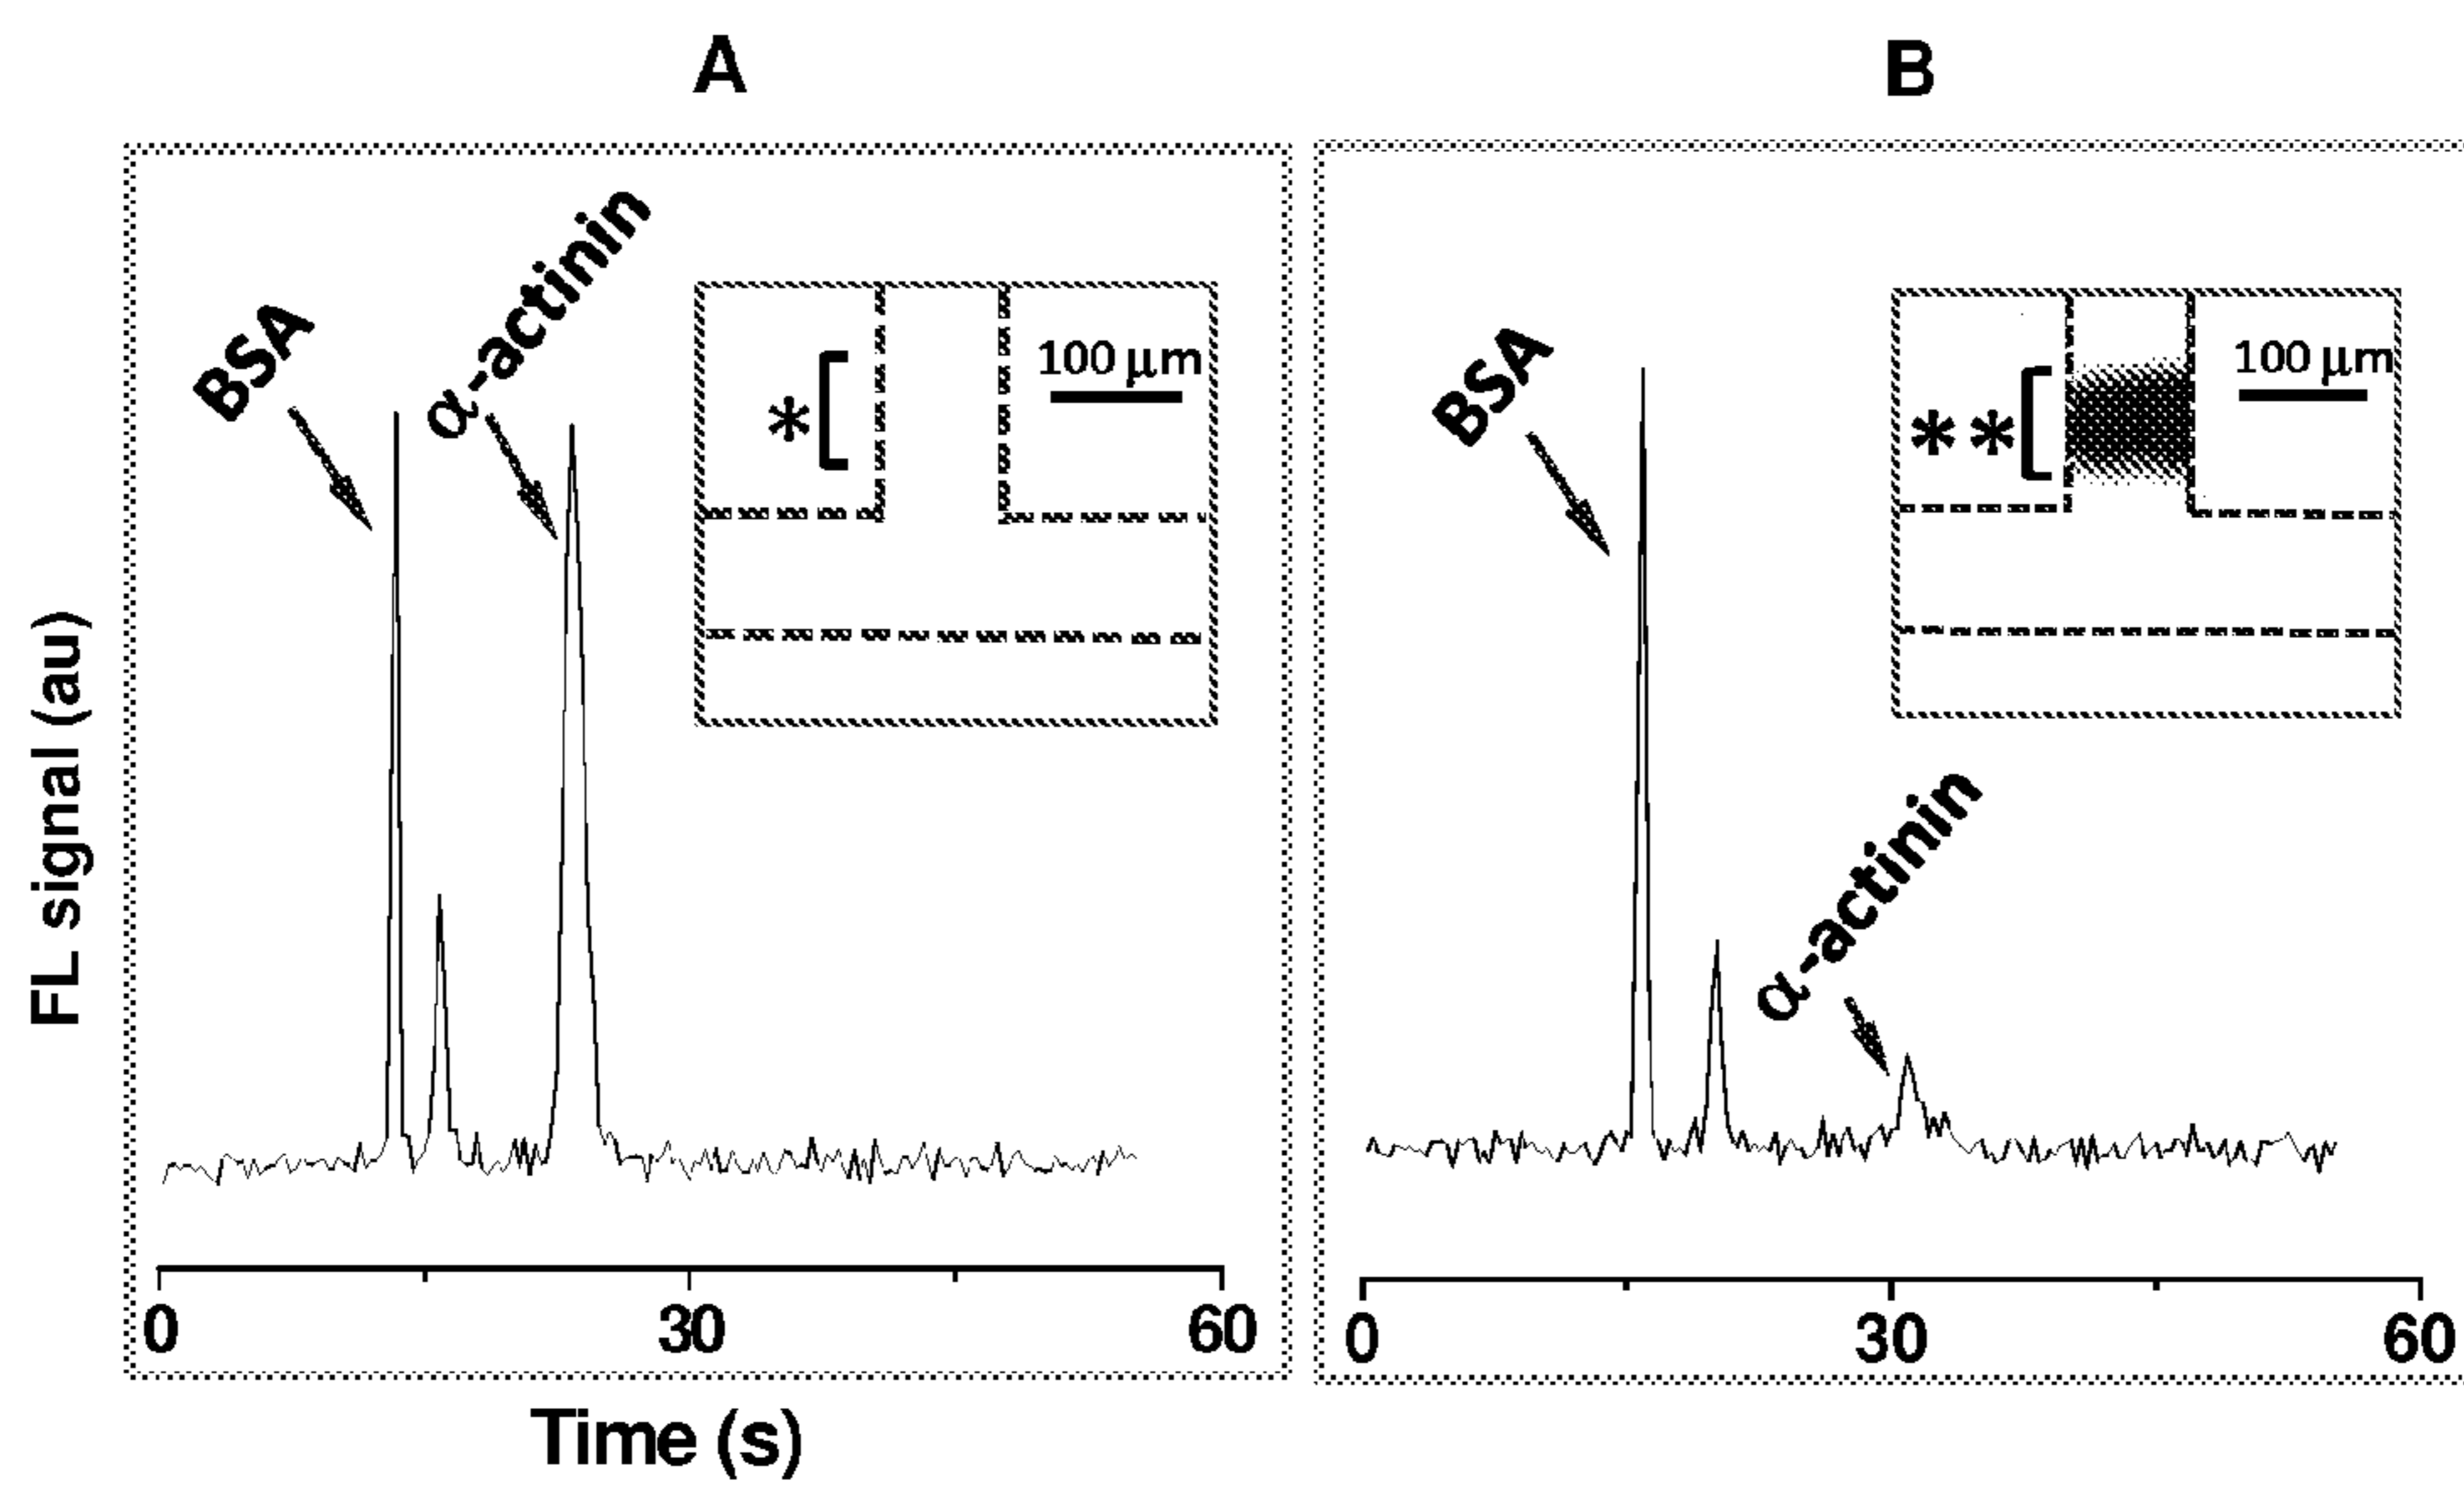 A
B
FL signal (au)
BSA
α-actinin
*
100 μm
0
30
60
Time (s)
BSA
α-actinin
**
100 μm
0
30
60